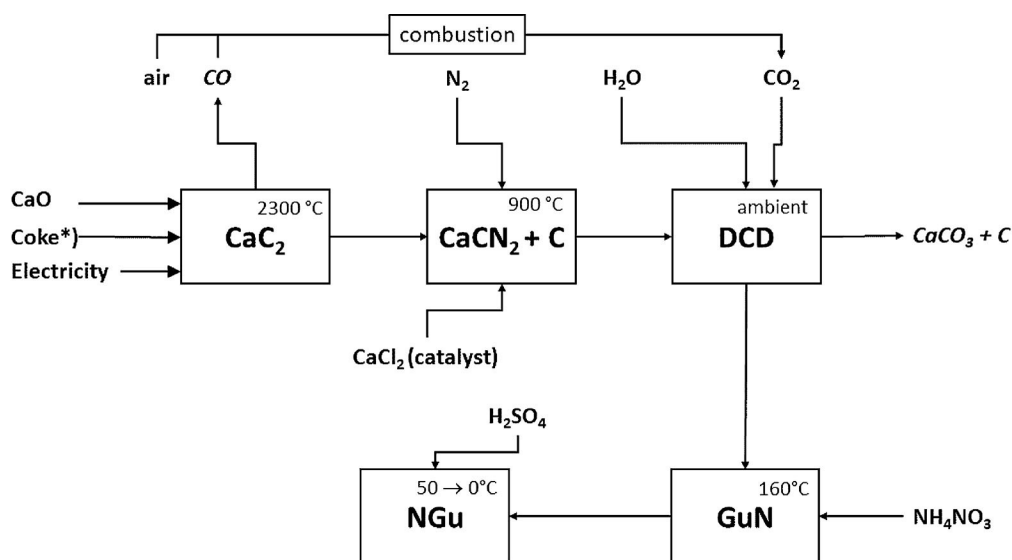 combustion
air
CO
N₂
H₂O
CO₂
CaO
Coke*)
Electricity
2300 °C
CaC₂
900 °C
CaCN₂ + C
ambient
DCD
CaCO₃ + C
CaCl₂ (catalyst)
H₂SO₄
50 → 0°C
NGu
160°C
GuN
NH₄NO₃